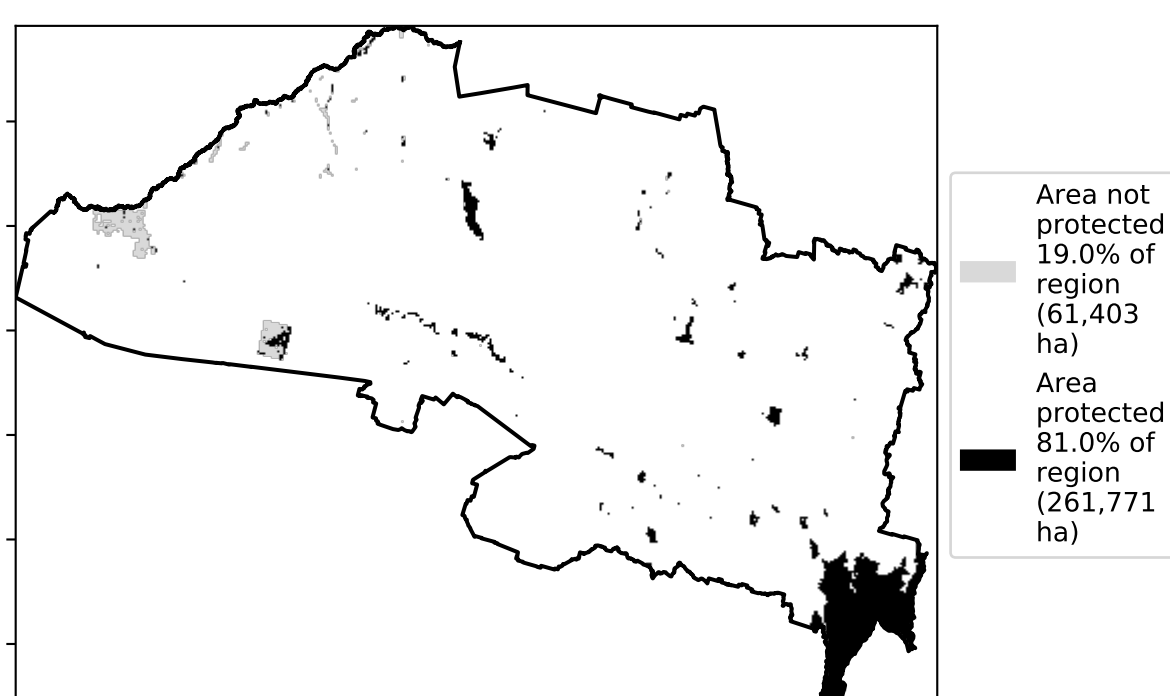 Area not
protected
19.0% of
region
(61,403
ha)
Area
protected
81.0% of
region
(261,771
ha)